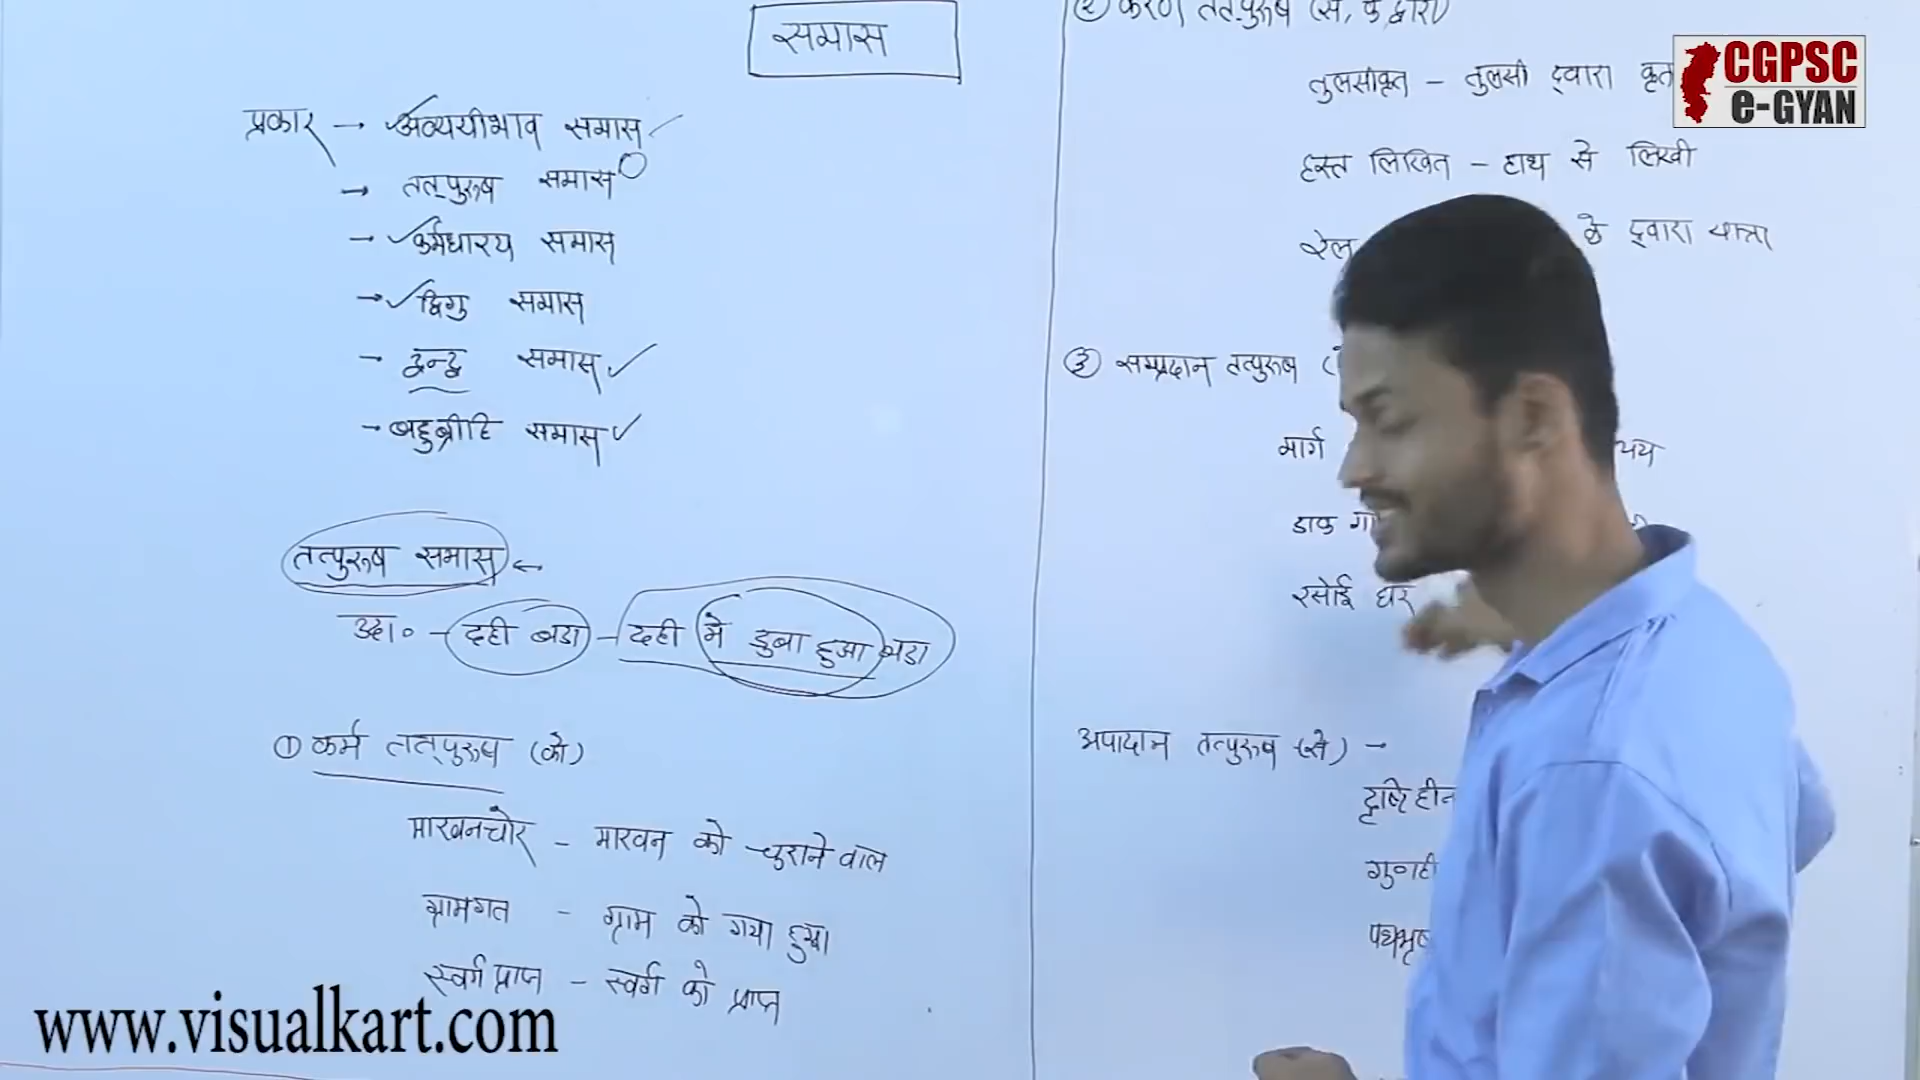 समास
प्रकार → अव्ययीभाव समास
→ तत्पुरुष समास
→ कर्मधारय समास
→ द्विगु समास
→ द्वन्द्व समास
→ बहुब्रीहि समास
तत्पुरुष समास ←
उदा० – दही बडा – दही में डुबा हुआ बडा
① कर्म तत्पुरुष (को)
माखनचोर – माखन को चुराने वाल
ग्रामगत – ग्राम को गया हुआ
स्वर्ग प्राप्त – स्वर्ग को प्राप्त
② करण तत्पुरुष (से, के द्वारा)
तुलसीकृत – तुलसी द्वारा कृत
हस्त लिखित – हाथ से लिखी
रेल के द्वारा यात्रा
③ सम्प्रदान तत्पुरुष (
मार्ग
डाक
रसोई घर
अपादान तत्पुरुष (से) –
दृष्टि हीन
CGPSC
e-GYAN
www.visualkart.com